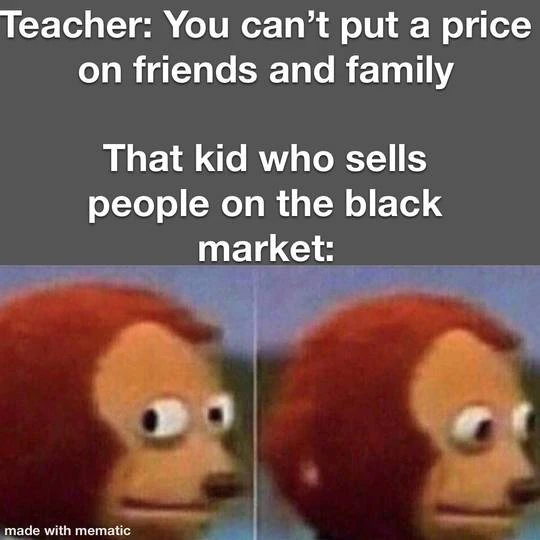 Teacher: You can’t put a price
on friends and family
That kid who sells
people on the black
market:
made with mematic